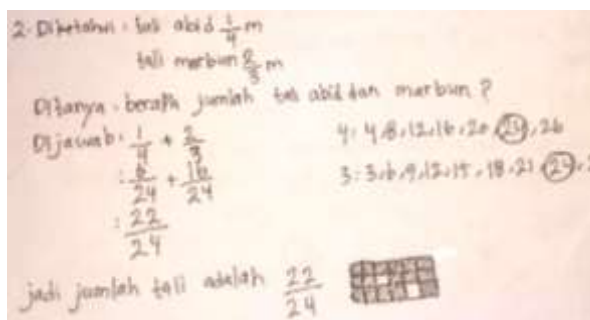 2. Diketahui : tali abid 1/4 m
tali marbun 2/3 m
Ditanya : berapa jumlah tali abid dan marbun ?
Dijawab : 1/4 + 2/3
4 : 4, 8, 12, 16, 20, 24, 26
: 6/24 + 16/24
3 : 3, 6, 9, 12, 15, 18, 21, 24,
: 22/24
jadi jumlah tali adalah 22/24